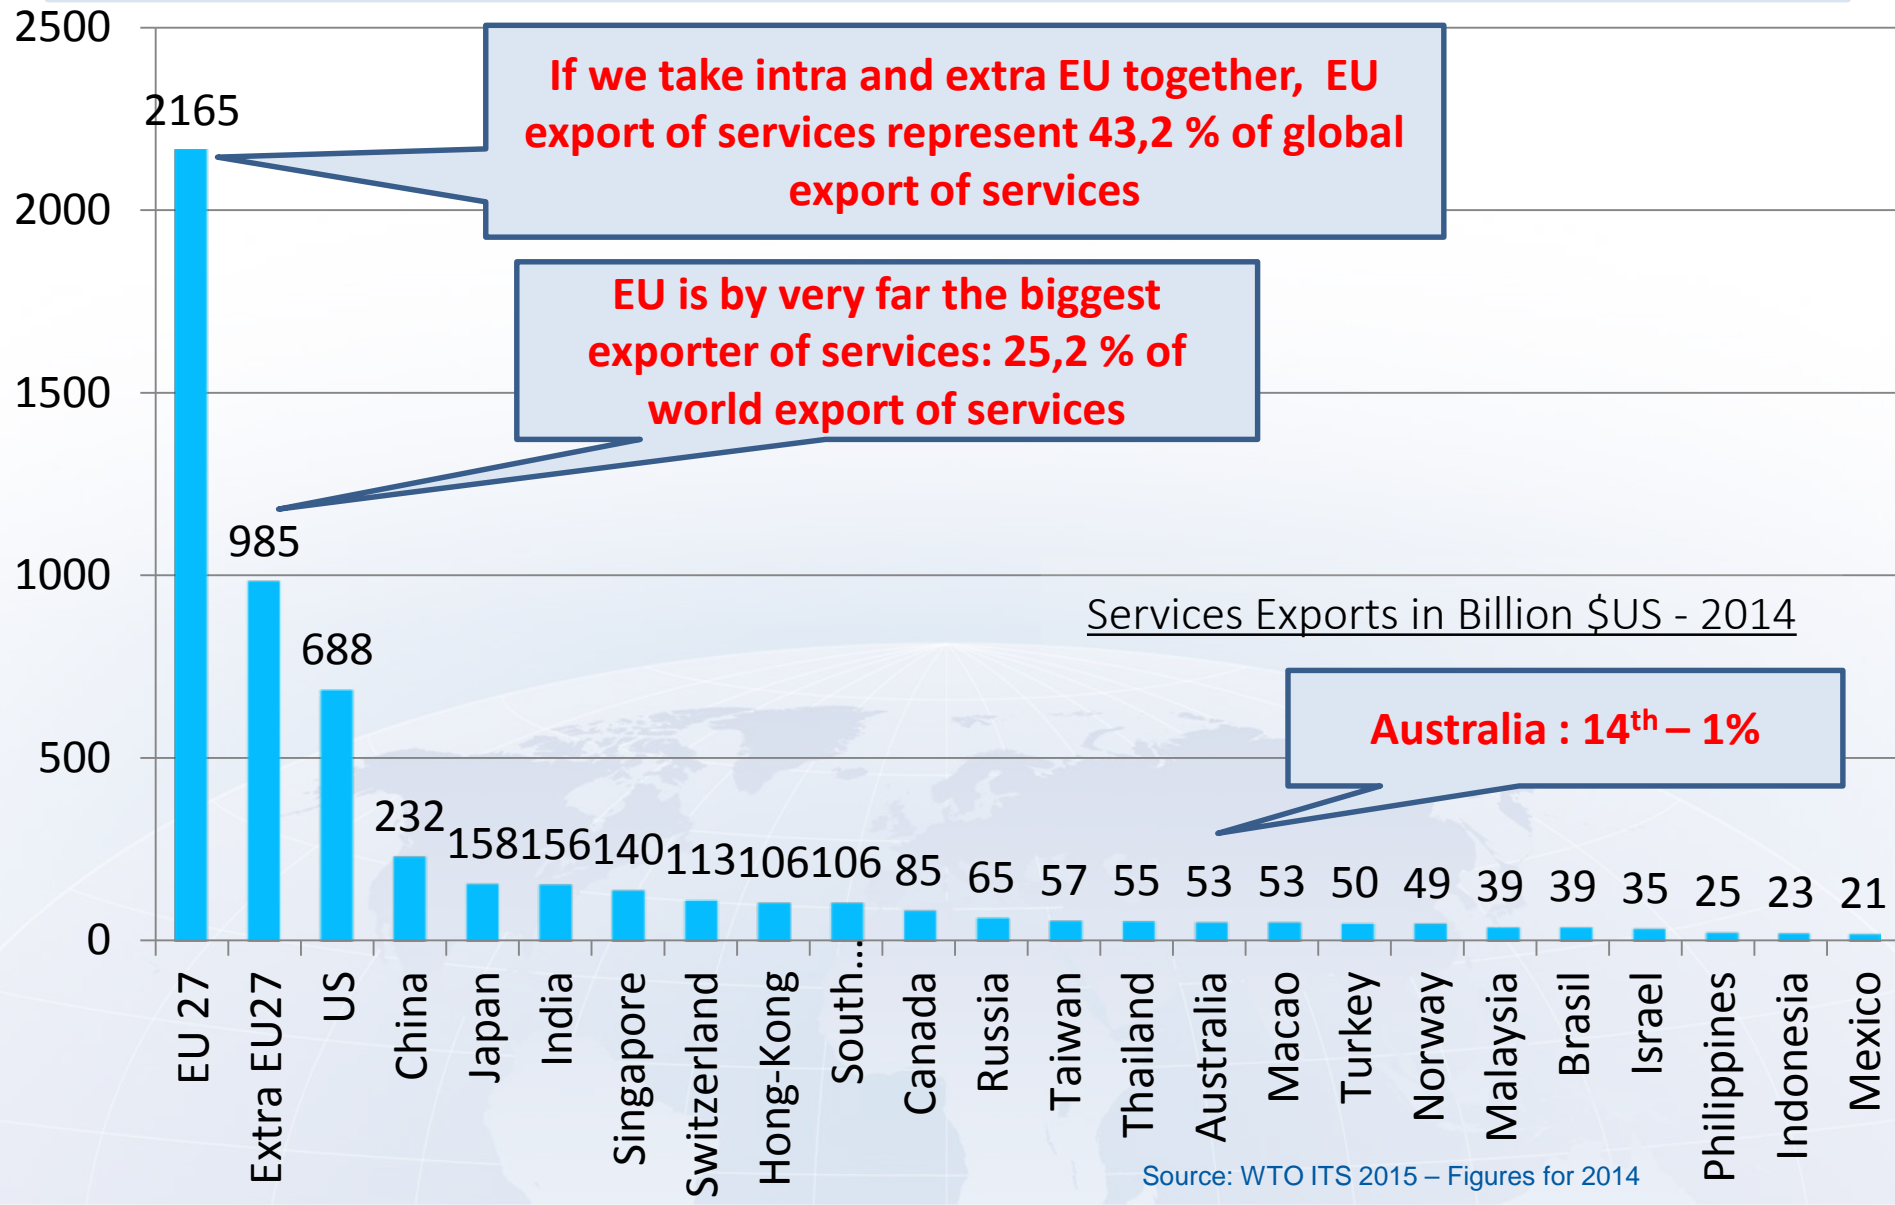 2500
2000
1500
1000
500
0
If we take intra and extra EU together, EU
export of services represent 43,2 % of global
export of services
EU is by very far the biggest
exporter of services: 25,2 % of
world export of services
Services Exports in Billion $US - 2014
Australia : 14th – 1%
2165
985
688
232
158
156
140
113
106
106
85
65
57
55
53
53
50
49
39
39
35
25
23
21
EU 27
Extra EU27
US
China
Japan
India
Singapore
Switzerland
Hong-Kong
South...
Canada
Russia
Taiwan
Thailand
Australia
Macao
Turkey
Norway
Malaysia
Brasil
Israel
Philippines
Indonesia
Mexico
Source: WTO ITS 2015 – Figures for 2014